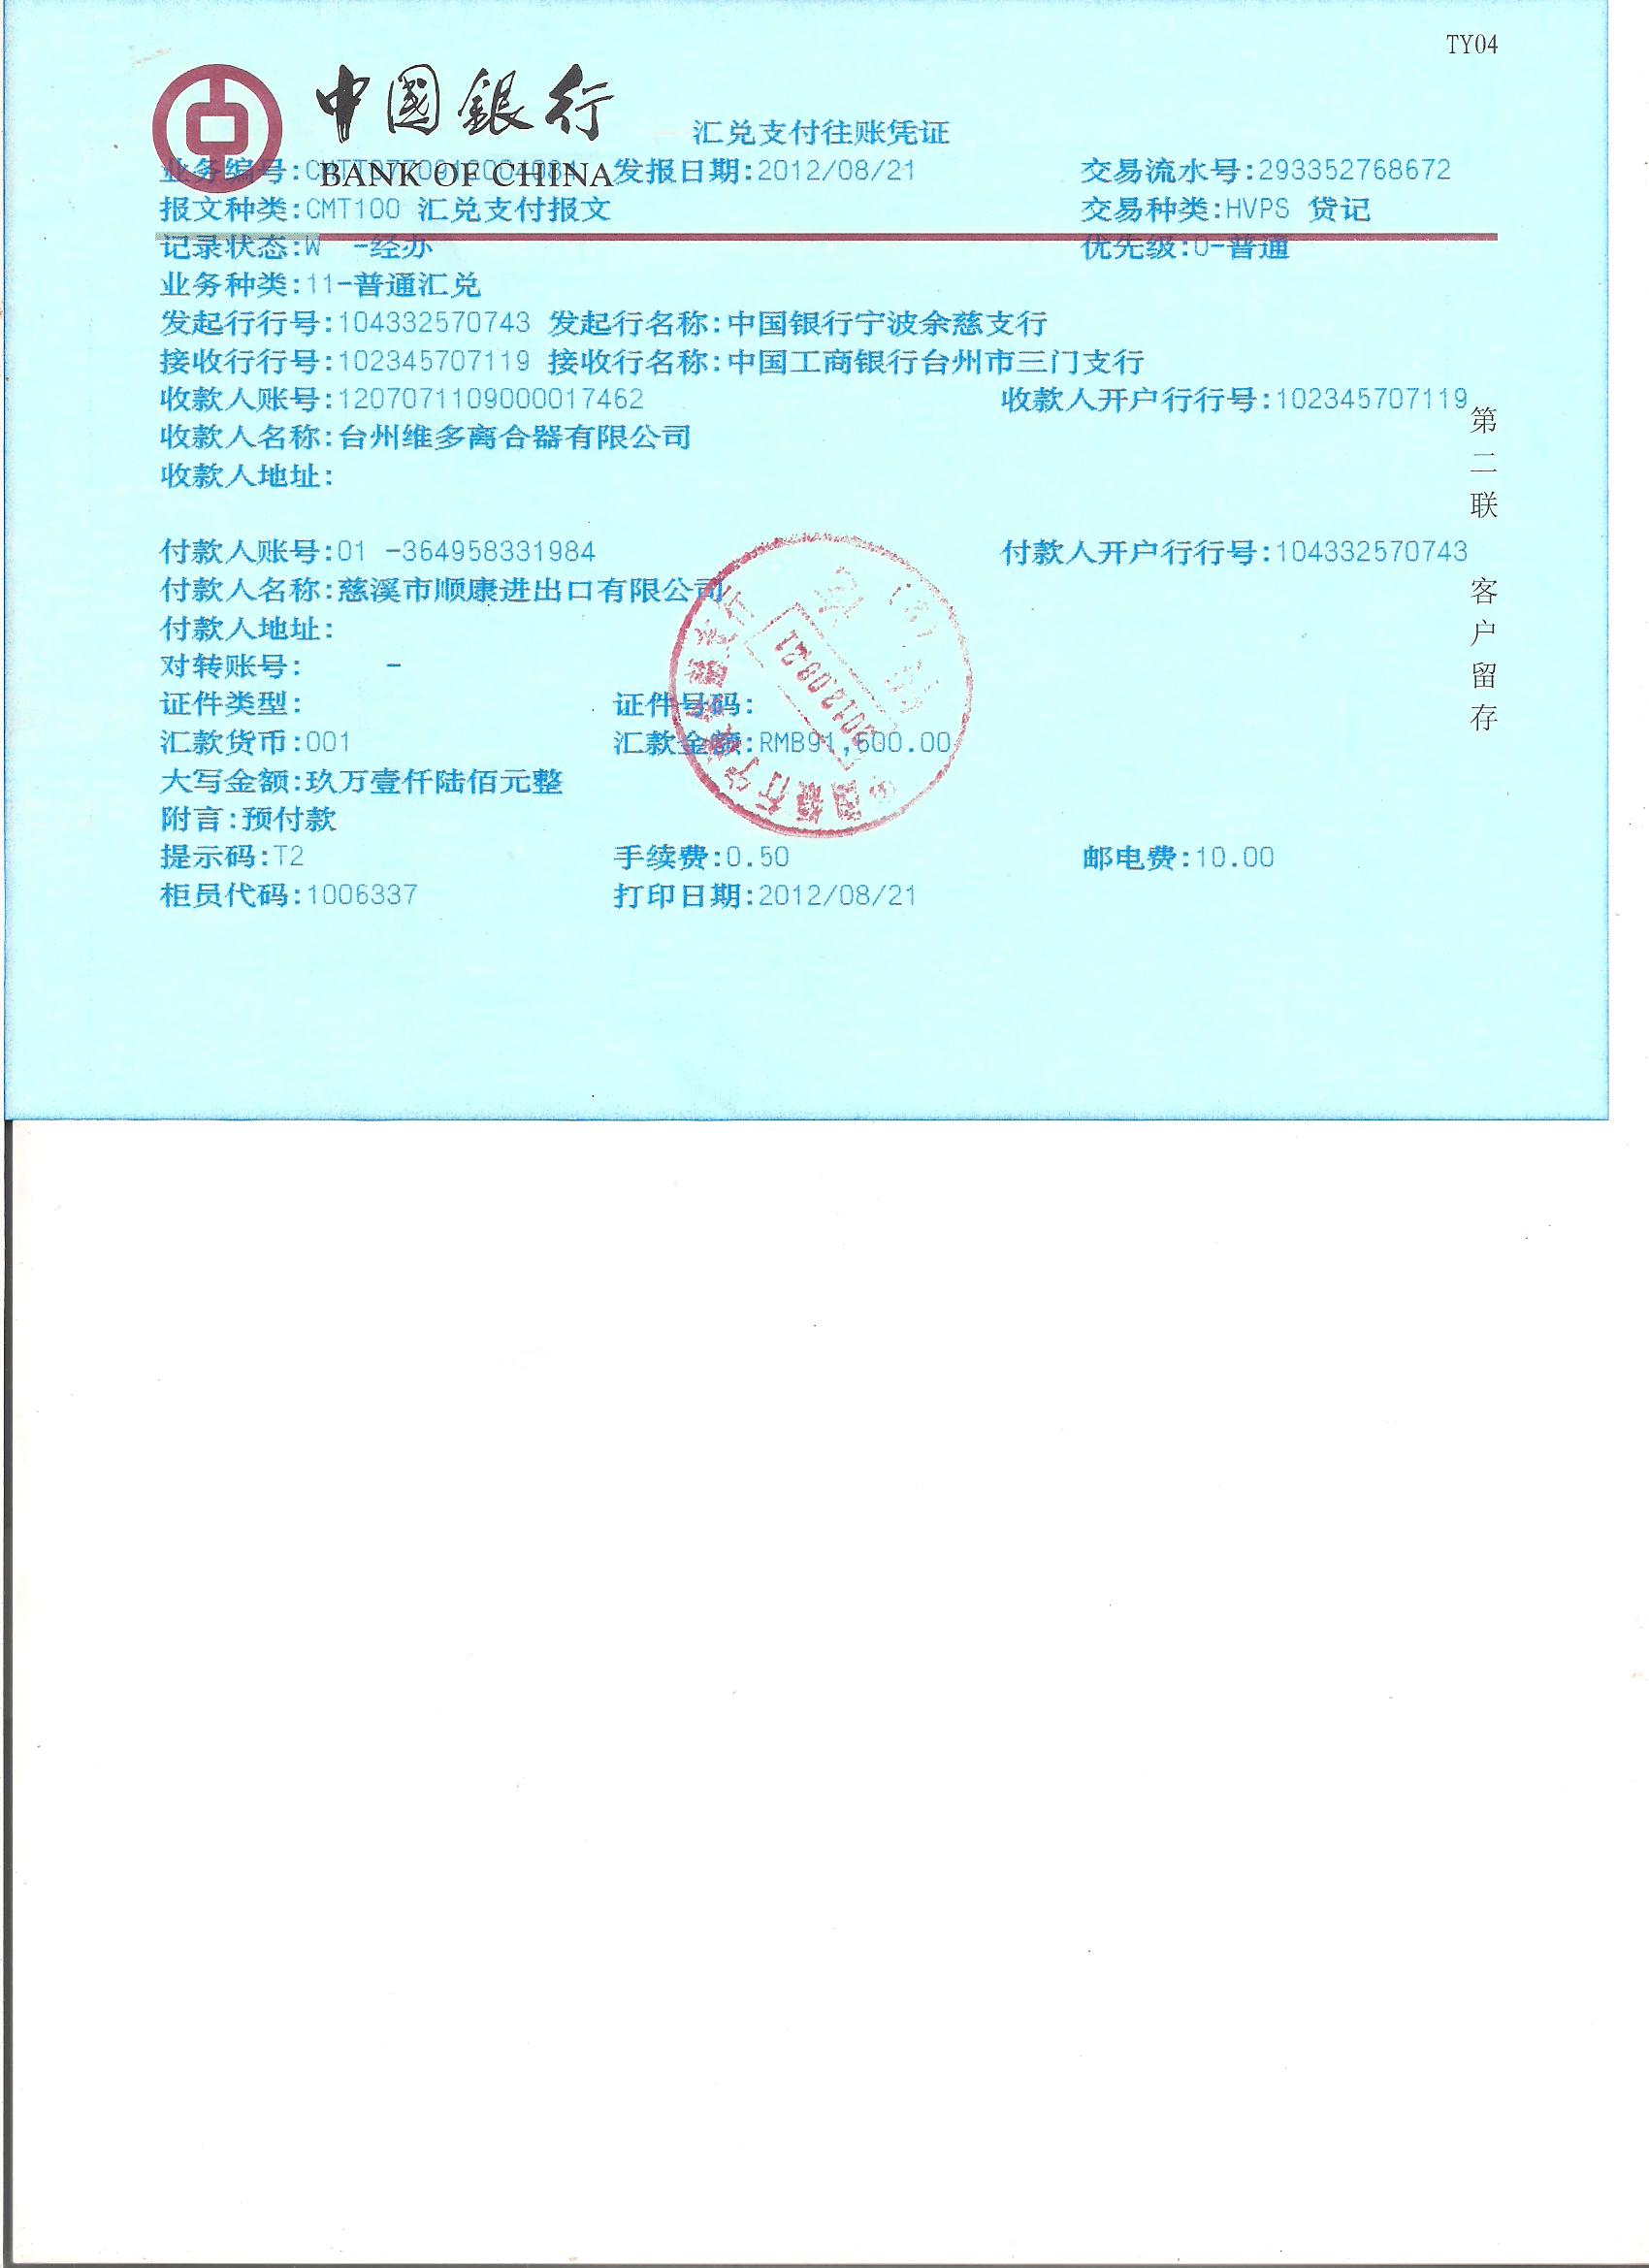 TY04
中國銀行
BANK OF CHINA
汇兑支付往账凭证
业务编号: 发报日期:2012/08/21 交易流水号:293352768672
报文种类:CMT100 汇兑支付报文 交易种类:HVPS 贷记
记录状态:W -经办 优先级:0-普通
业务种类:11-普通汇兑
发起行行号:104332570743 发起行名称:中国银行宁波余慈支行
接收行行号:102345707119 接收行名称:中国工商银行台州市三门支行
收款人账号:1207071109000017462 收款人开户行行号:102345707119
收款人名称:台州维多离合器有限公司
收款人地址:
付款人账号:01 -364958331984 付款人开户行行号:104332570743
付款人名称:慈溪市顺康进出口有限公司
付款人地址:
对转账号: -
证件类型: 证件号码:
汇款货币:001 汇款金额:RMB91,600.00
大写金额:玖万壹仟陆佰元整
附言:预付款
提示码:T2 手续费:0.50 邮电费:10.00
柜员代码:1006337 打印日期:2012/08/21
第二联 客户留存
2012.08.21